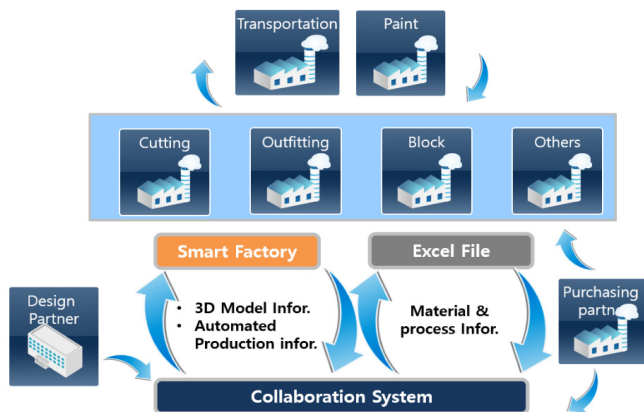 Transportation
Paint
Cutting
Outfitting
Block
Others
Smart Factory
Excel File
Design
Partner
• 3D Model Infor.
• Automated
Production infor.
Material &
process Infor.
Purchasing
partner
Collaboration System